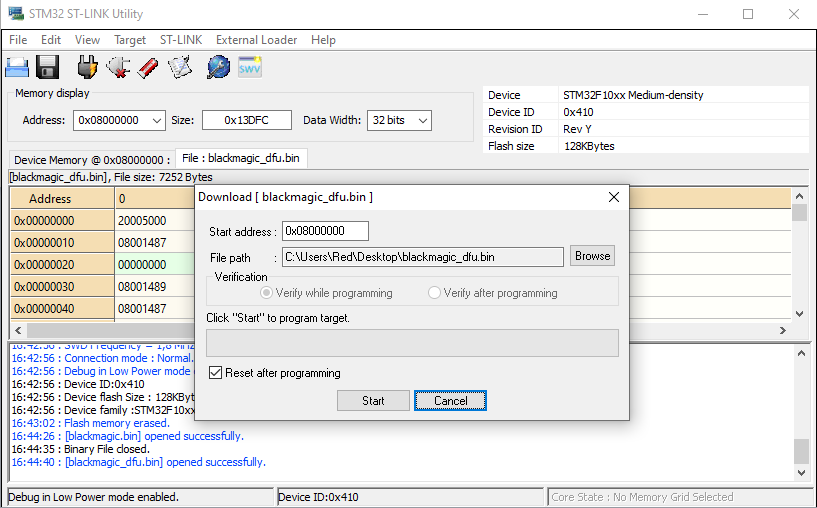 STM32 ST-LINK Utility
File Edit View Target ST-LINK External Loader Help
SWV
Memory display
Address: 0x08000000 Size: 0x13DFC Data Width: 32 bits
Device STM32F10xx Medium-density
Device ID 0x410
Revision ID Rev Y
Flash size 128KBytes
Device Memory @ 0x08000000 : File : blackmagic_dfu.bin
[blackmagic_dfu.bin], File size: 7252 Bytes
Address 0
0x00000000 20005000
0x00000010 08001487
0x00000020 00000000
0x00000030 08001489
0x00000040 08001487
Download [ blackmagic_dfu.bin ]
Start address : 0x08000000
File path : C:\Users\Red\Desktop\blackmagic_dfu.bin Browse
Verification
Verify while programming Verify after programming
Click "Start" to program target.
Reset after programming
Start Cancel
16:42:56 : SWD Frequency = 1,8 MHz
16:42:56 : Connection mode : Normal.
16:42:56 : Debug in Low Power mode
16:42:56 : Device ID:0x410
16:42:56 : Device flash Size : 128KByt
16:42:56 : Device family :STM32F10xx
16:43:02 : Flash memory erased.
16:44:26 : [blackmagic.bin] opened successfully.
16:44:35 : Binary File closed.
16:44:40 : [blackmagic_dfu.bin] opened successfully.
Debug in Low Power mode enabled. Device ID:0x410 Core State : No Memory Grid Selected